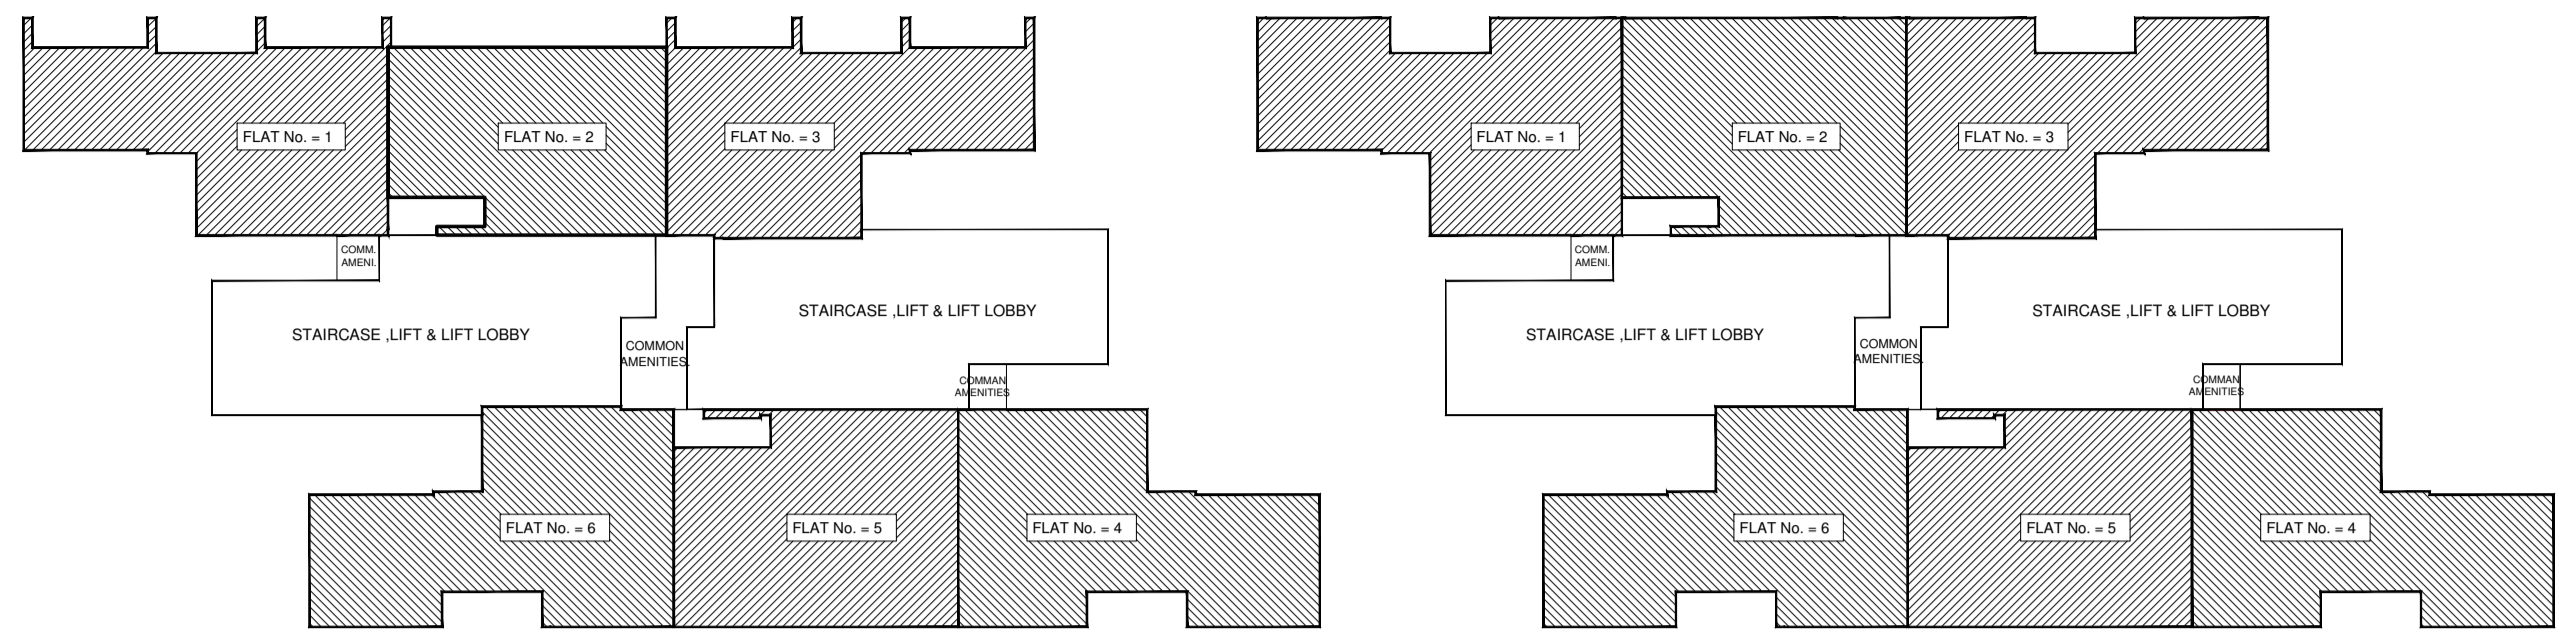 FLAT No. = 1
FLAT No. = 2
FLAT No. = 3
COMM.
AMENI.
STAIRCASE ,LIFT & LIFT LOBBY
STAIRCASE ,LIFT & LIFT LOBBY
COMMON
AMENITIES.
COMMAN
AMENITIES
FLAT No. = 6
FLAT No. = 5
FLAT No. = 4
FLAT No. = 1
FLAT No. = 2
FLAT No. = 3
COMM.
AMENI.
STAIRCASE ,LIFT & LIFT LOBBY
STAIRCASE ,LIFT & LIFT LOBBY
COMMON
AMENITIES.
COMMAN
AMENITIES
FLAT No. = 6
FLAT No. = 5
FLAT No. = 4